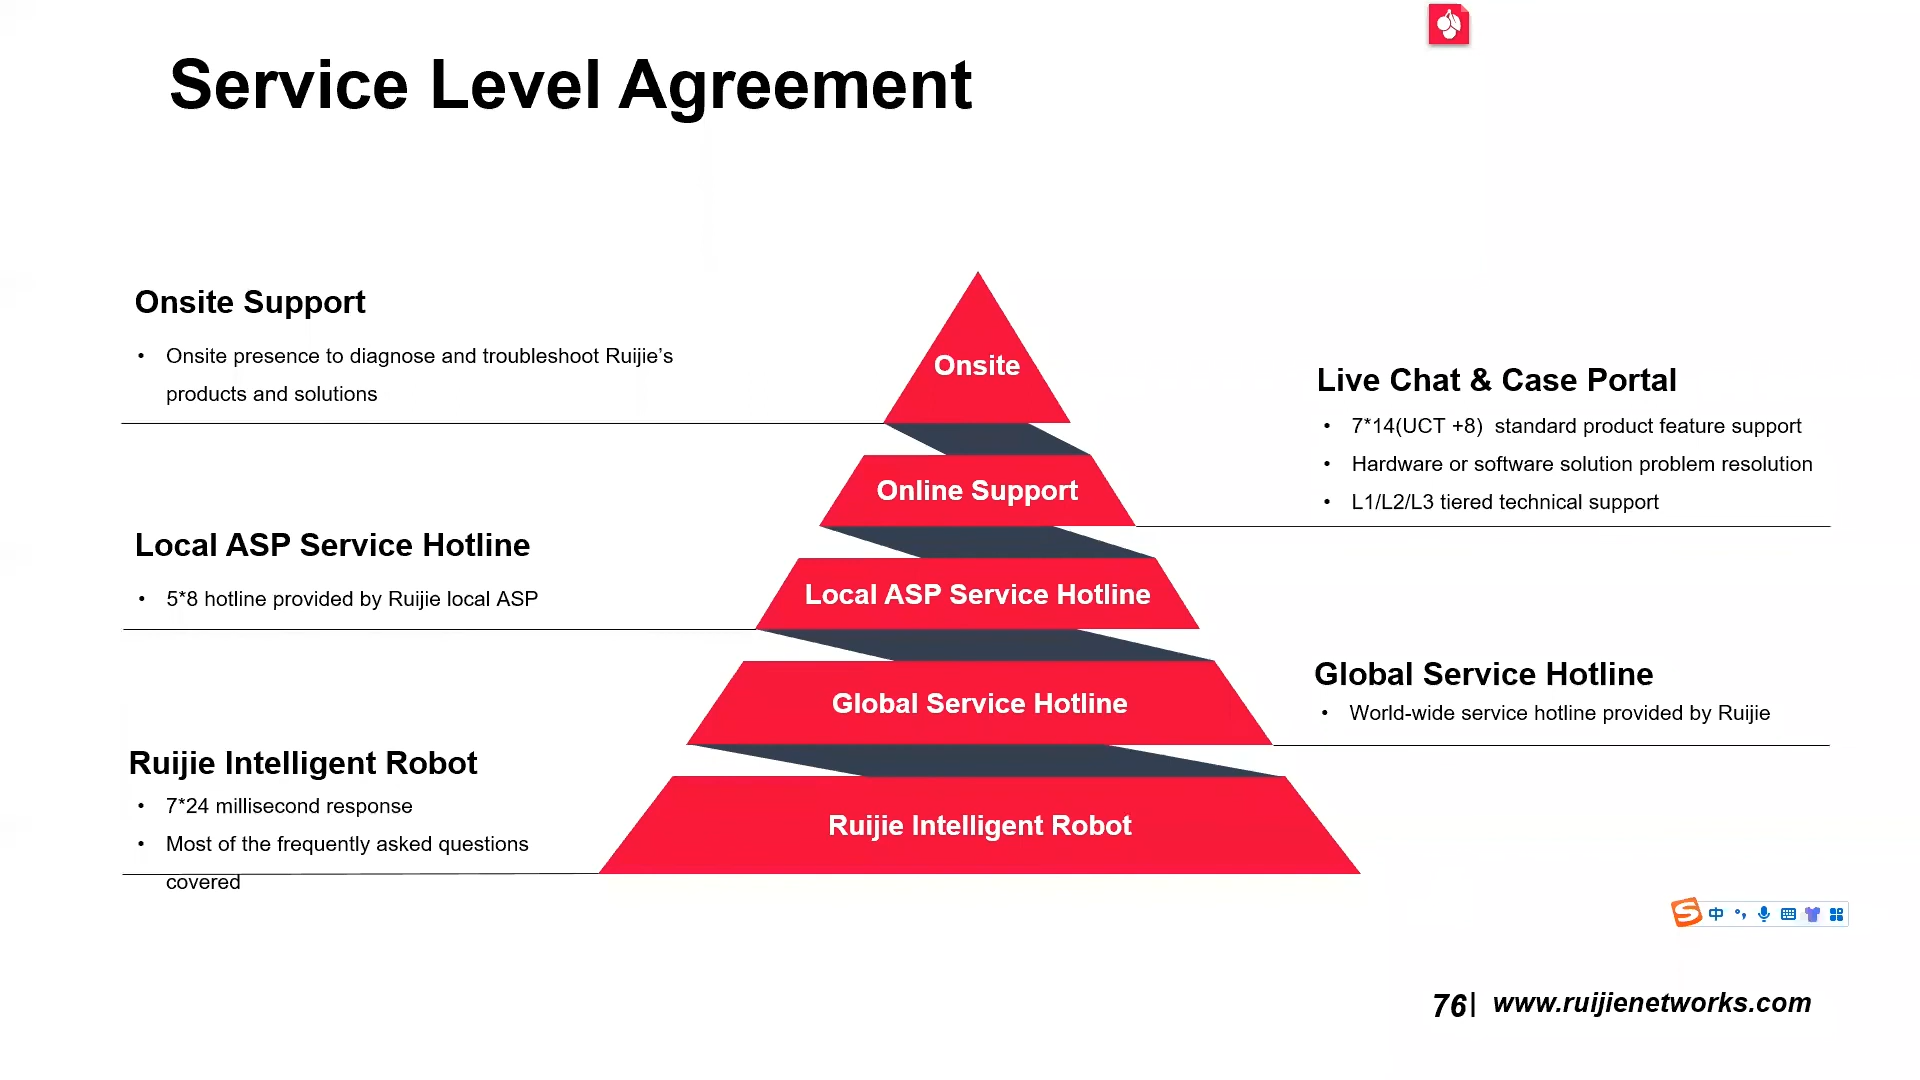 Service Level Agreement
Onsite Support
• Onsite presence to diagnose and troubleshoot Ruijie’s
products and solutions
Local ASP Service Hotline
• 5*8 hotline provided by Ruijie local ASP
Ruijie Intelligent Robot
• 7*24 millisecond response
• Most of the frequently asked questions
covered
Onsite
Online Support
Local ASP Service Hotline
Global Service Hotline
Ruijie Intelligent Robot
Live Chat & Case Portal
• 7*14(UCT +8)  standard product feature support
• Hardware or software solution problem resolution
• L1/L2/L3 tiered technical support
Global Service Hotline
• World-wide service hotline provided by Ruijie
S 中 °,
76| www.ruijienetworks.com